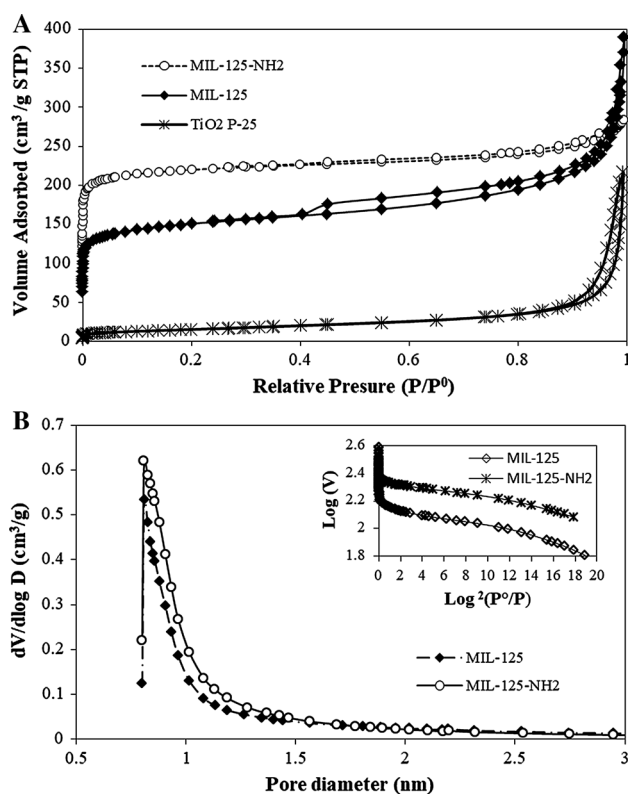 A
400
350
300
250
200
150
100
50
0
Volume Adsorbed (cm³/g STP)
MIL-125-NH2
MIL-125
TiO2 P-25
0 0.2 0.4 0.6 0.8 1
Relative Presure (P/P⁰)
B
0.7
0.6
0.5
0.4
0.3
0.2
0.1
0
dV/dlog D (cm³/g)
2.6
2.4
2.2
2
1.8
Log (V)
MIL-125
MIL-125-NH2
0 2 4 6 8 10 12 14 16 18 20
Log ²(P°/P)
MIL-125
MIL-125-NH2
0.5 1 1.5 2 2.5 3
Pore diameter (nm)